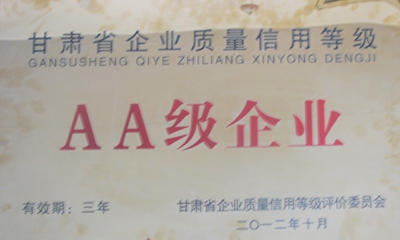 甘肃省企业质量信用等级
GANSUSHENG QIYE ZHILIANG XINYONG DENGJI
AA级企业
有效期：三年
甘肃省企业质量信用等级评价委员会
二〇一二年十月